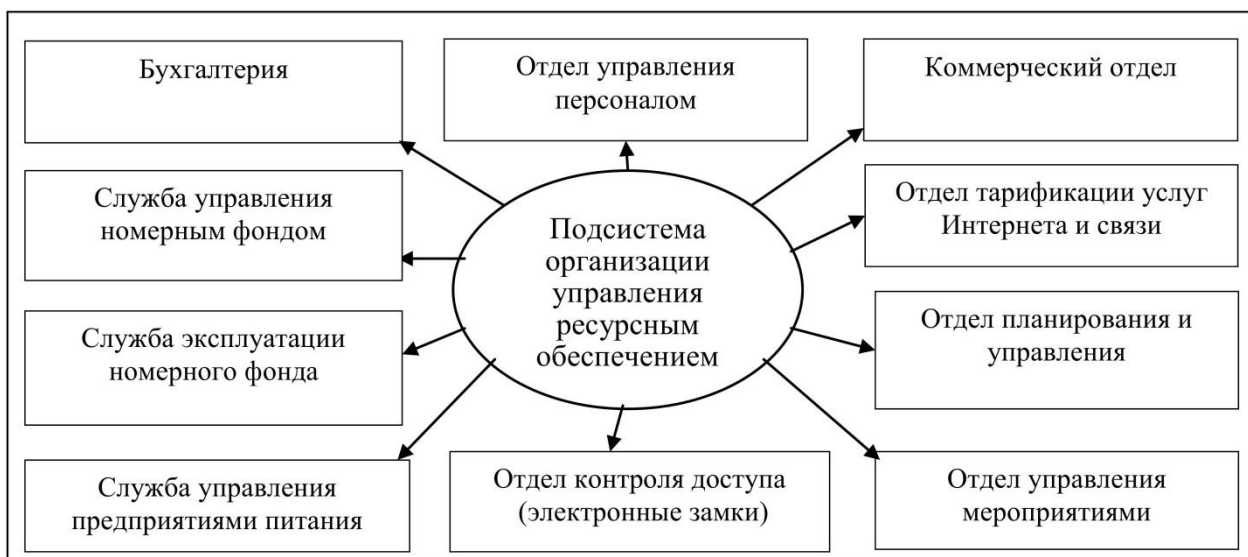 Бухгалтерия
Отдел управления
персоналом
Коммерческий отдел
Служба управления
номерным фондом
Отдел тарификации услуг
Интернета и связи
Подсистема
организации
управления
ресурсным
обеспечением
Служба эксплуатации
номерного фонда
Отдел планирования и
управления
Служба управления
предприятиями питания
Отдел контроля доступа
(электронные замки)
Отдел управления
мероприятиями